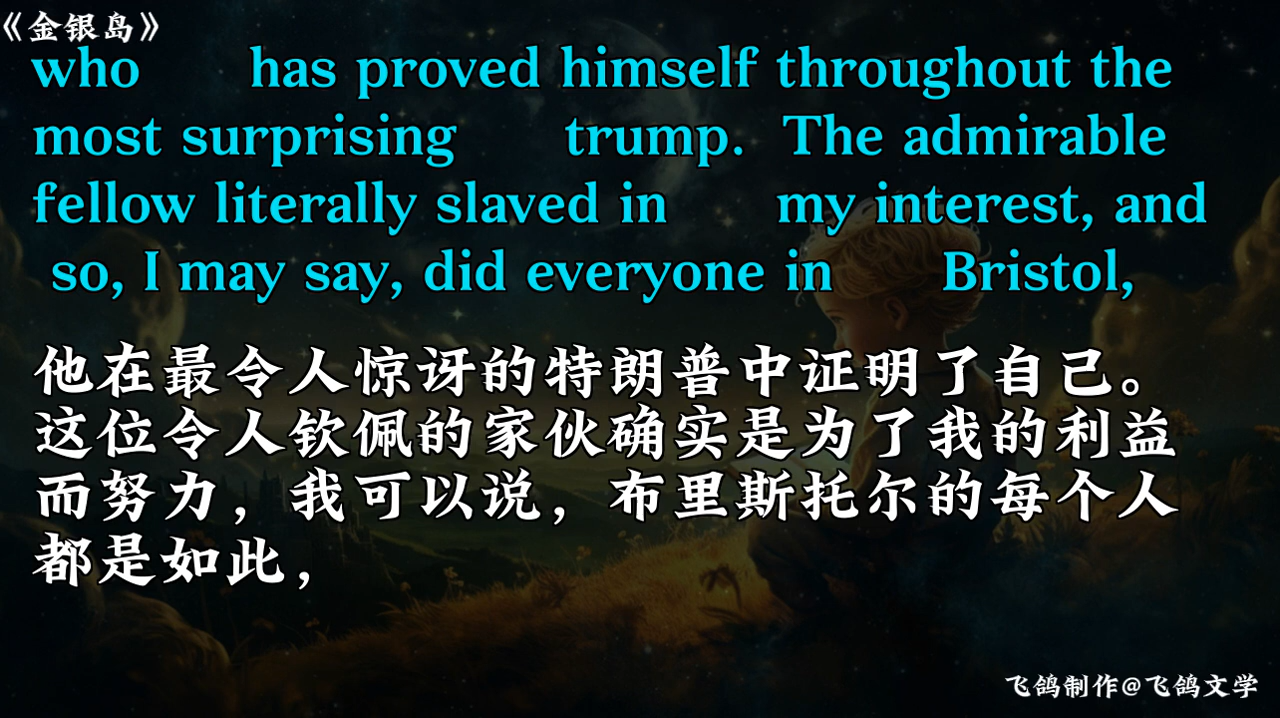 《金银岛》
who has proved himself throughout the
most surprising trump. The admirable
fellow literally slaved in my interest, and
so, I may say, did everyone in Bristol,
他在最令人惊讶的特朗普中证明了自己。
这位令人钦佩的家伙确实是为了我的利益
而努力，我可以说，布里斯托尔的每个人
都是如此，
飞鸽制作@飞鸽文学